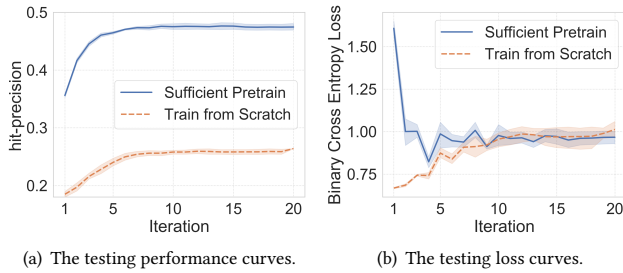 0.5
0.4
0.3
0.2
hit-precision
Sufficient Pretrain
Train from Scratch
1 5 10 15 20
Iteration
(a) The testing performance curves.
1.50
1.25
1.00
0.75
Binary Cross Entropy Loss
Sufficient Pretrain
Train from Scratch
1 5 10 15 20
Iteration
(b) The testing loss curves.